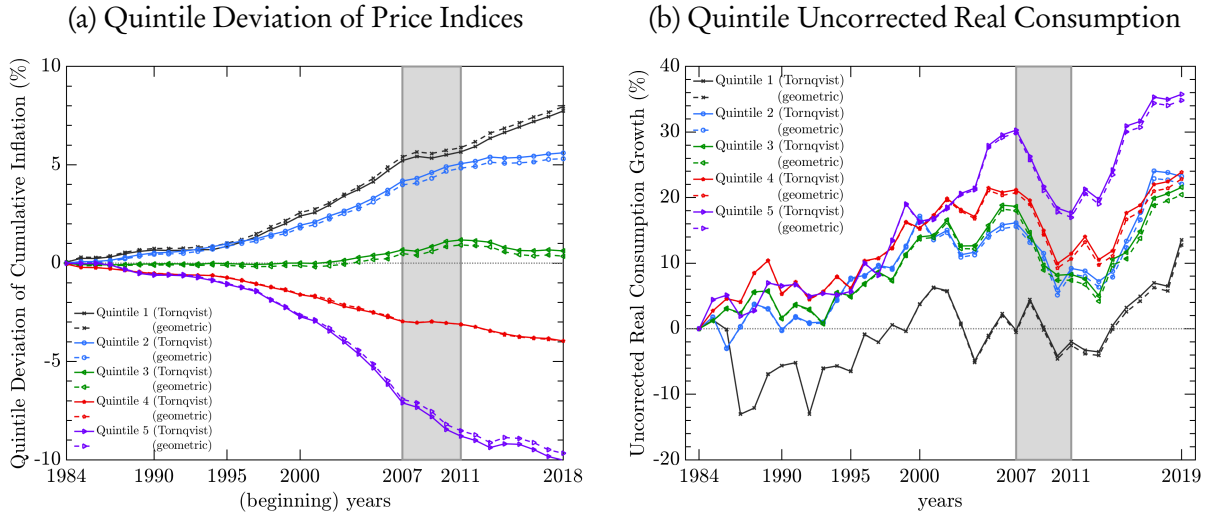 (a) Quintile Deviation of Price Indices
Quintile Deviation of Cumulative Inflation (%)
10
5
0
-5
-10
Quintile 1 (Tornqvist)
(geometric)
Quintile 2 (Tornqvist)
(geometric)
Quintile 3 (Tornqvist)
(geometric)
Quintile 4 (Tornqvist)
(geometric)
Quintile 5 (Tornqvist)
(geometric)
1984 1990 1995 2000 2007 2011 2018
(beginning) years
(b) Quintile Uncorrected Real Consumption
Uncorrected Real Consumption Growth (%)
40
30
20
10
0
-10
-20
Quintile 1 (Tornqvist)
(geometric)
Quintile 2 (Tornqvist)
(geometric)
Quintile 3 (Tornqvist)
(geometric)
Quintile 4 (Tornqvist)
(geometric)
Quintile 5 (Tornqvist)
(geometric)
1984 1990 1995 2000 2007 2011 2019
years